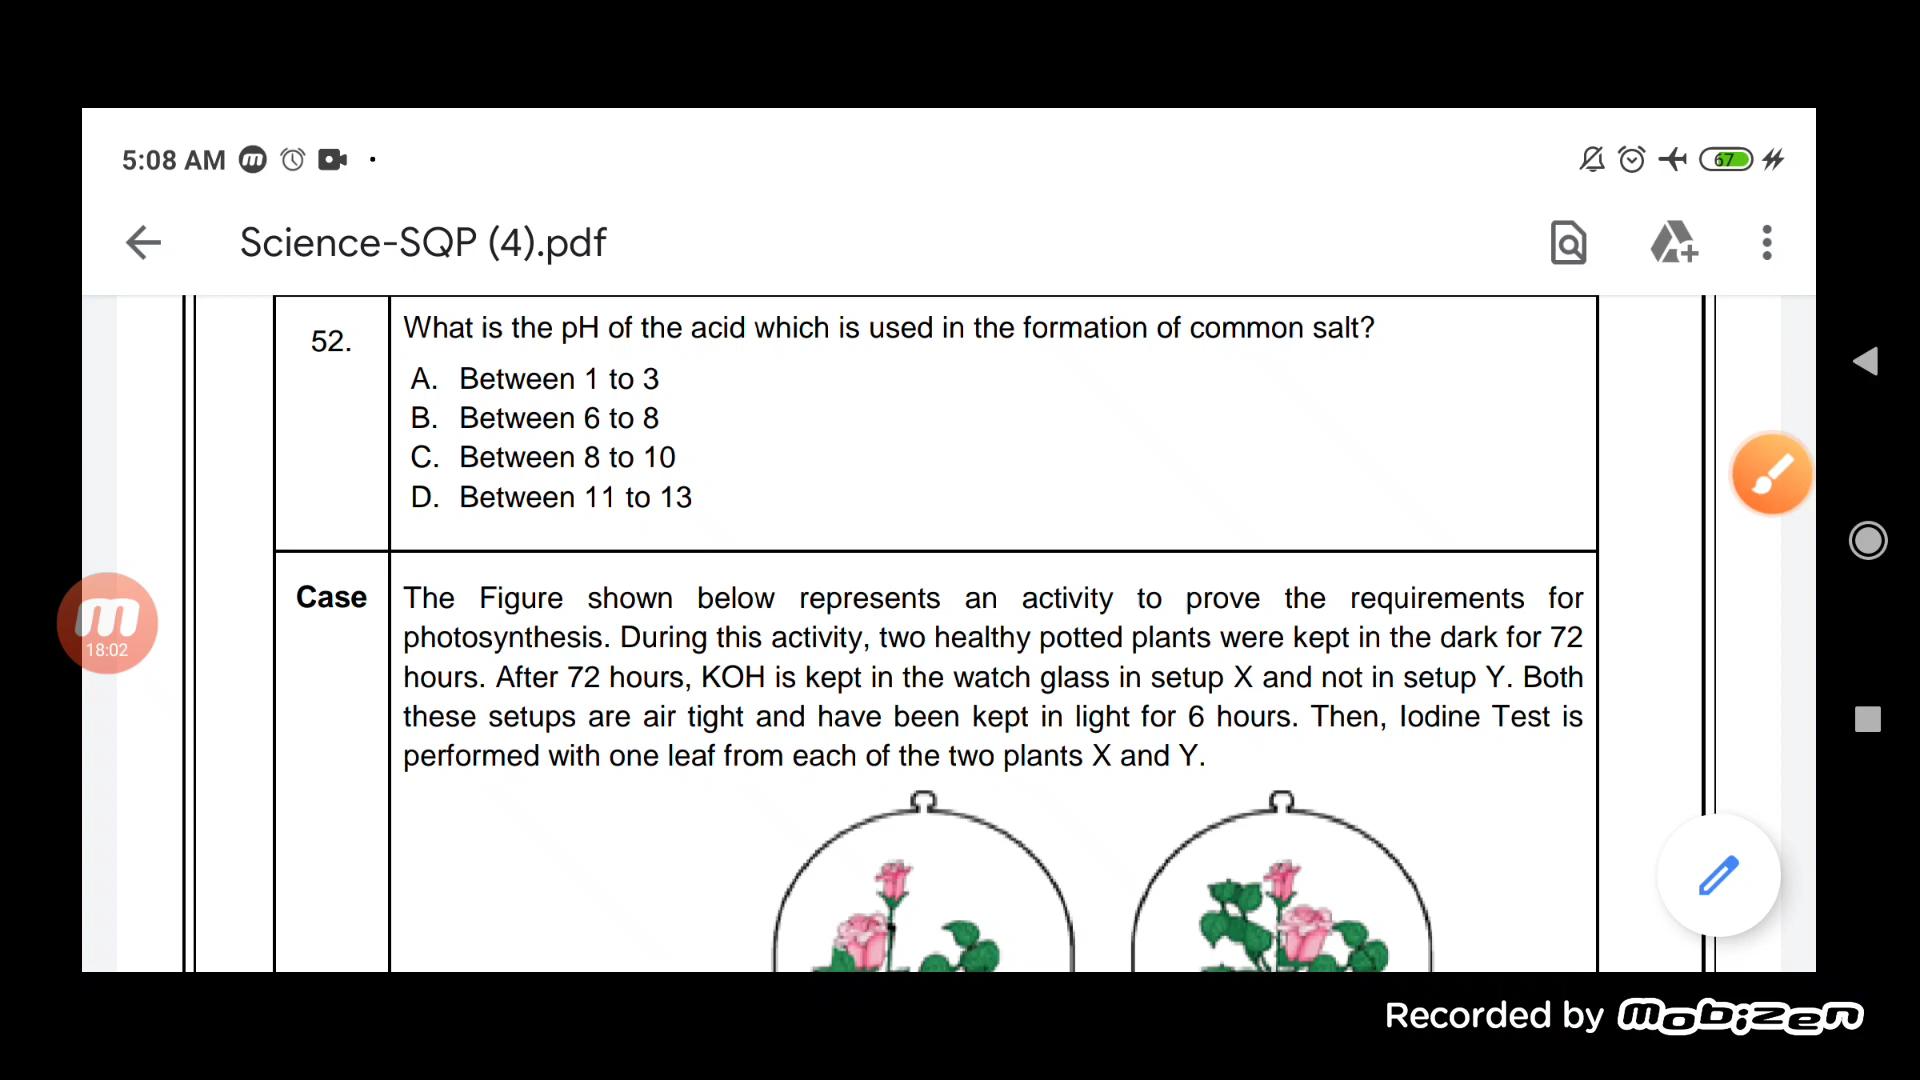 5:08 AM
67
Science-SQP (4).pdf
52.
What is the pH of the acid which is used in the formation of common salt?
A. Between 1 to 3
B. Between 6 to 8
C. Between 8 to 10
D. Between 11 to 13
Case
The Figure shown below represents an activity to prove the requirements for
photosynthesis. During this activity, two healthy potted plants were kept in the dark for 72
hours. After 72 hours, KOH is kept in the watch glass in setup X and not in setup Y. Both
these setups are air tight and have been kept in light for 6 hours. Then, Iodine Test is
performed with one leaf from each of the two plants X and Y.
18:02
Recorded by mobizen